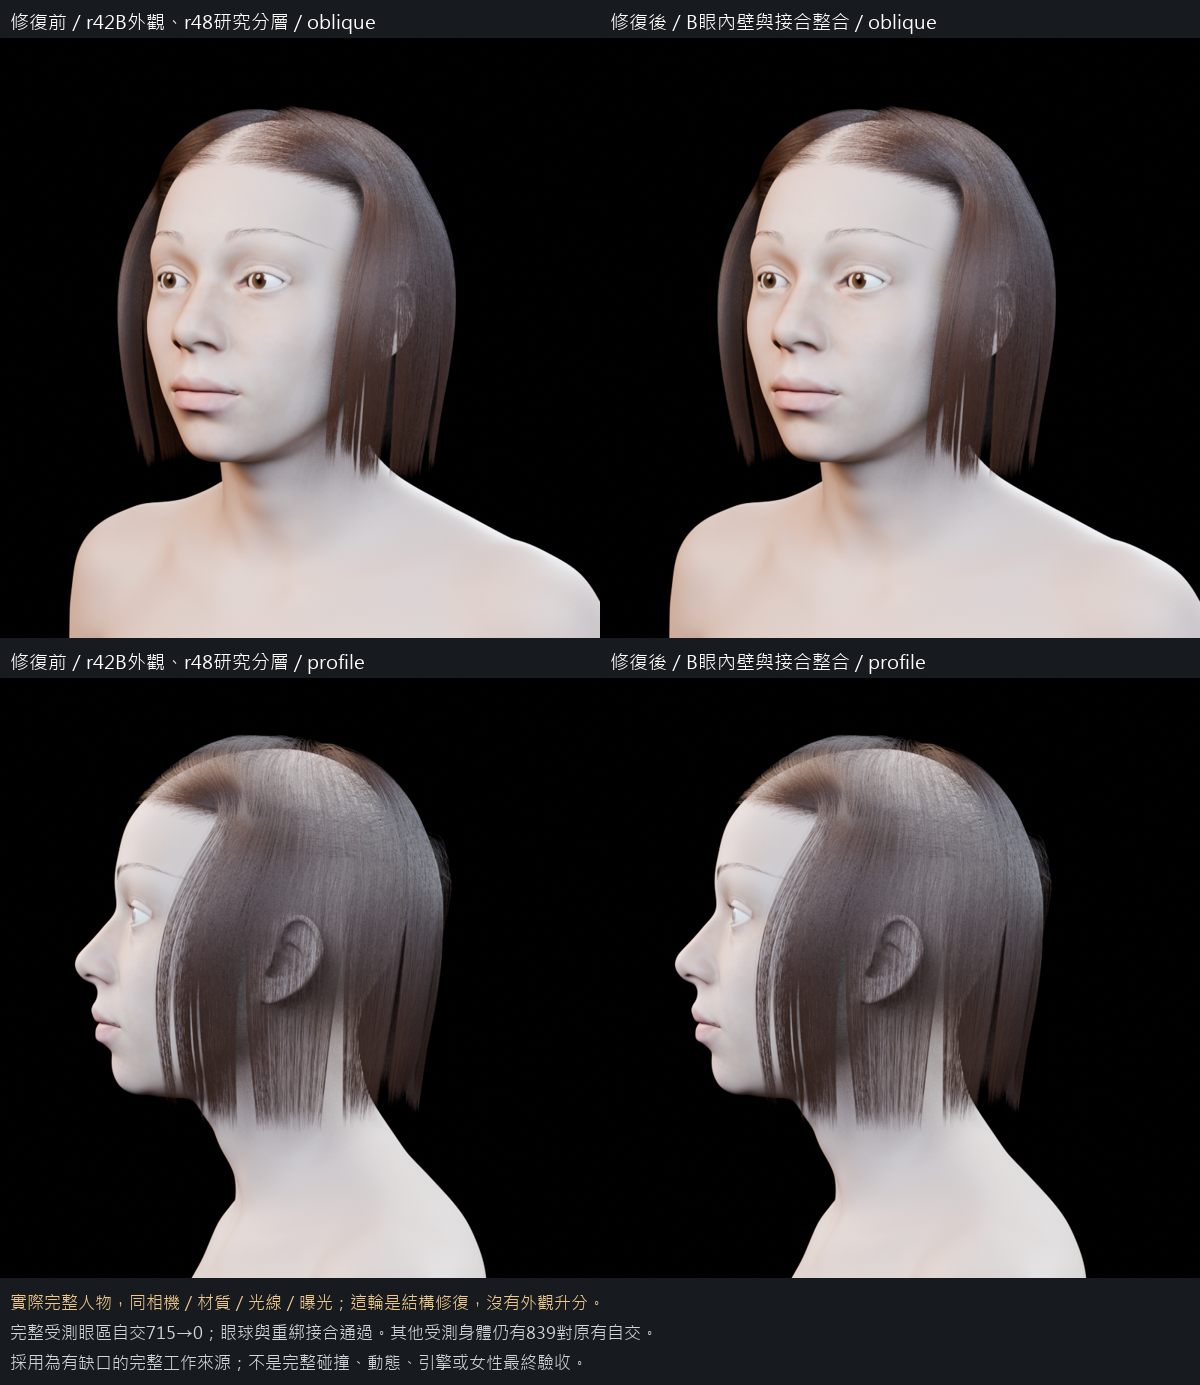 修復前 / r42B外觀、r48研究分層 / oblique
修復後 / B眼內壁與接合整合 / oblique
修復前 / r42B外觀、r48研究分層 / profile
修復後 / B眼內壁與接合整合 / profile
實際完整人物，同相機 / 材質 / 光線 / 曝光；這輪是結構修復，沒有外觀升分。
完整受測眼區自交715→0；眼球與重綁接合通過。其他受測身體仍有839對原有自交。
採用為有缺口的完整工作來源；不是完整碰撞、動態、引擎或女性最終驗收。